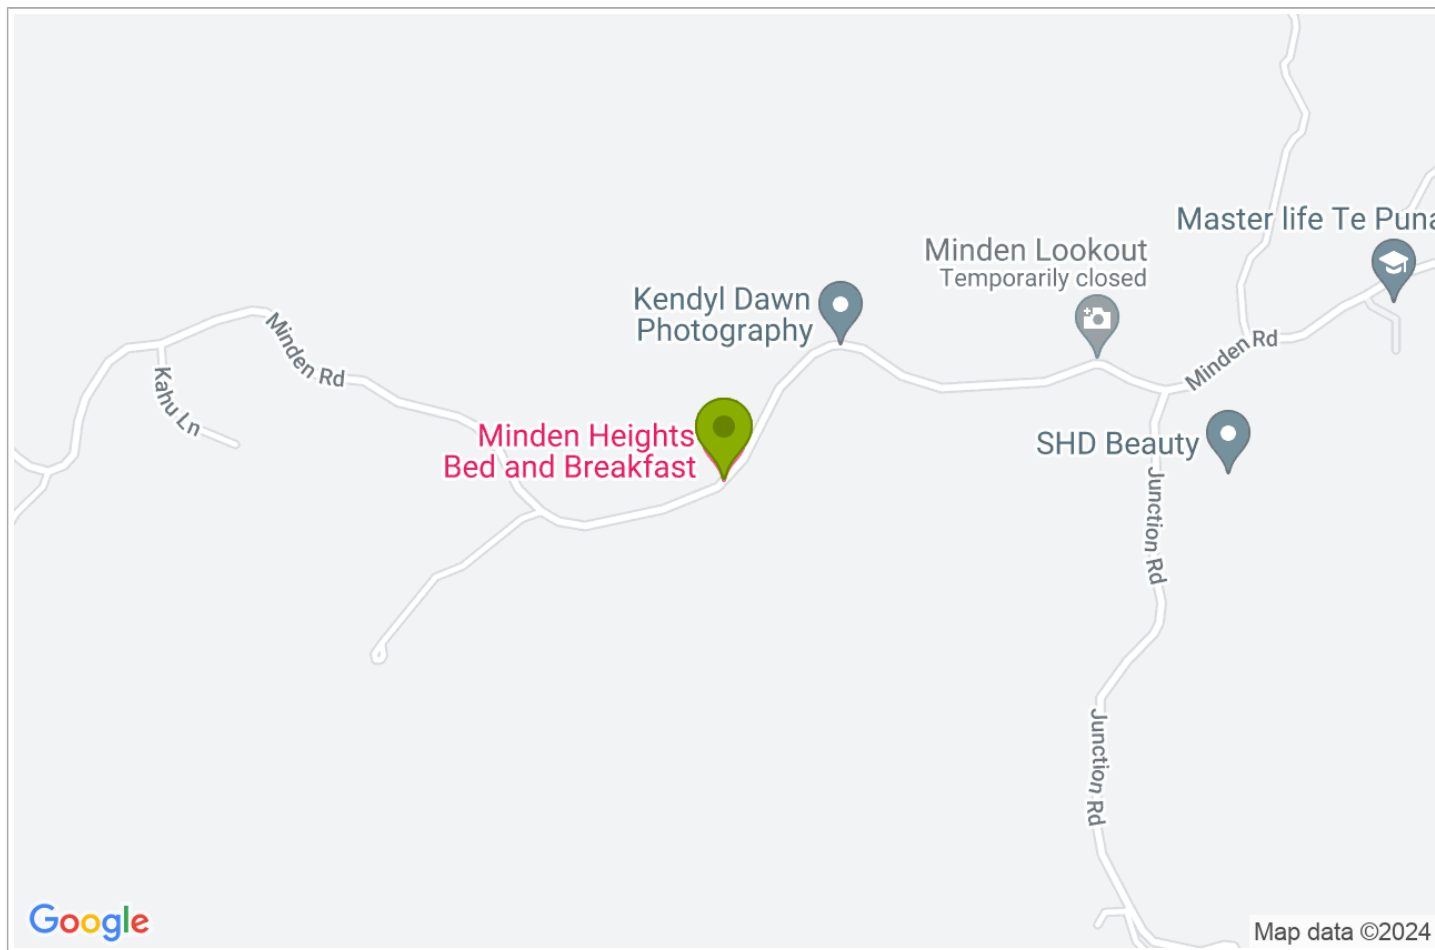 Master life Te Puna
Minden Lookout
Temporarily closed
Kendyl Dawn
Photography
Minden Rd
Minden Rd
Kahu Ln
Minden Heights
Bed and Breakfast
SHD Beauty
Junction Rd
Junction Rd
Google
Map data ©2024